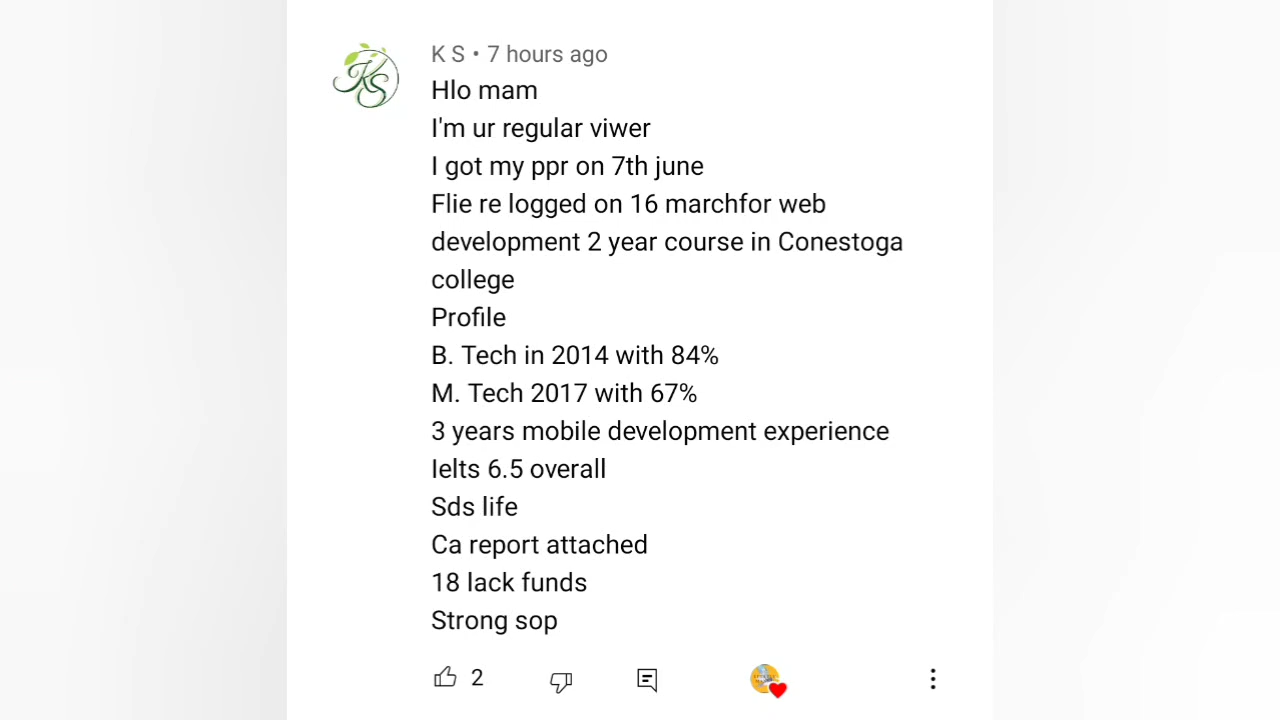 K S • 7 hours ago
Hlo mam
I'm ur regular viwer
I got my ppr on 7th june
Flie re logged on 16 marchfor web
development 2 year course in Conestoga
college
Profile
B. Tech in 2014 with 84%
M. Tech 2017 with 67%
3 years mobile development experience
Ielts 6.5 overall
Sds life
Ca report attached
18 lack funds
Strong sop
2